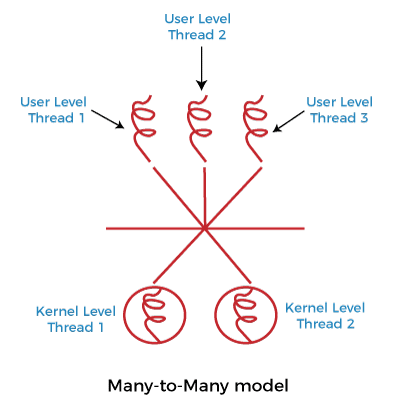 User Level
Thread 2
User Level
Thread 1
User Level
Thread 3
Kernel Level
Thread 1
Kernel Level
Thread 2
Many-to-Many model